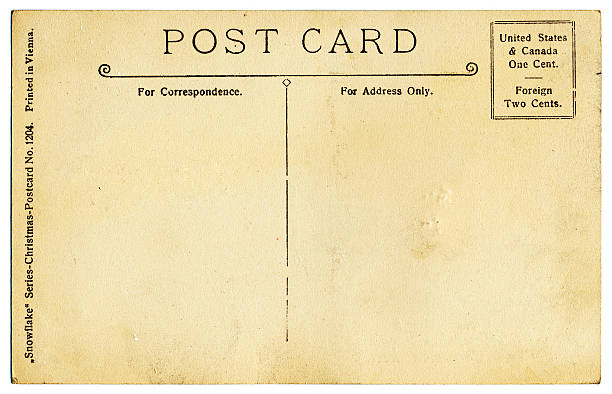 POST CARD
For Correspondence.
For Address Only.
United States
& Canada
One Cent.
Foreign
Two Cents.
„Snowflake“ Series-Christmas-Postcard No. 1204. Printed in Vienna.